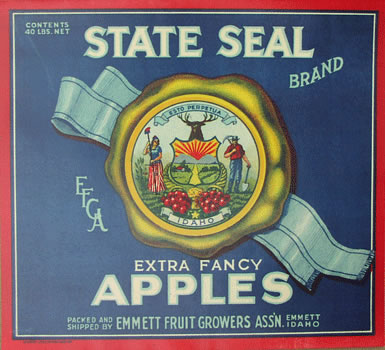 CONTENTS
40 LBS. NET
STATE SEAL
BRAND
ESTO PERPETUA
IDAHO
EFGA
EXTRA FANCY
APPLES
PACKED AND
SHIPPED BY EMMETT FRUIT GROWERS ASS'N. EMMETT
IDAHO